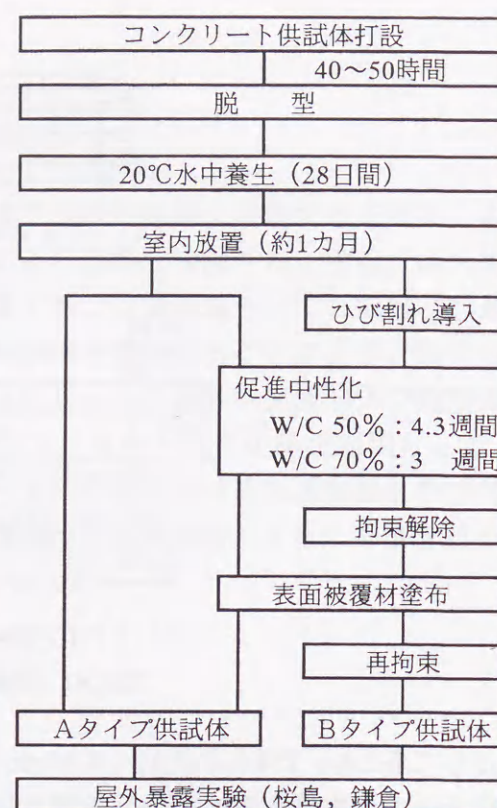 コンクリート供試体打設
40〜50時間
脱　型
20℃水中養生（28日間）
室内放置（約1カ月）
ひび割れ導入
促進中性化
W/C 50％：4.3週間
W/C 70％：3　週間
拘束解除
表面被覆材塗布
再拘束
Aタイプ供試体
Bタイプ供試体
屋外暴露実験（桜島，鎌倉）